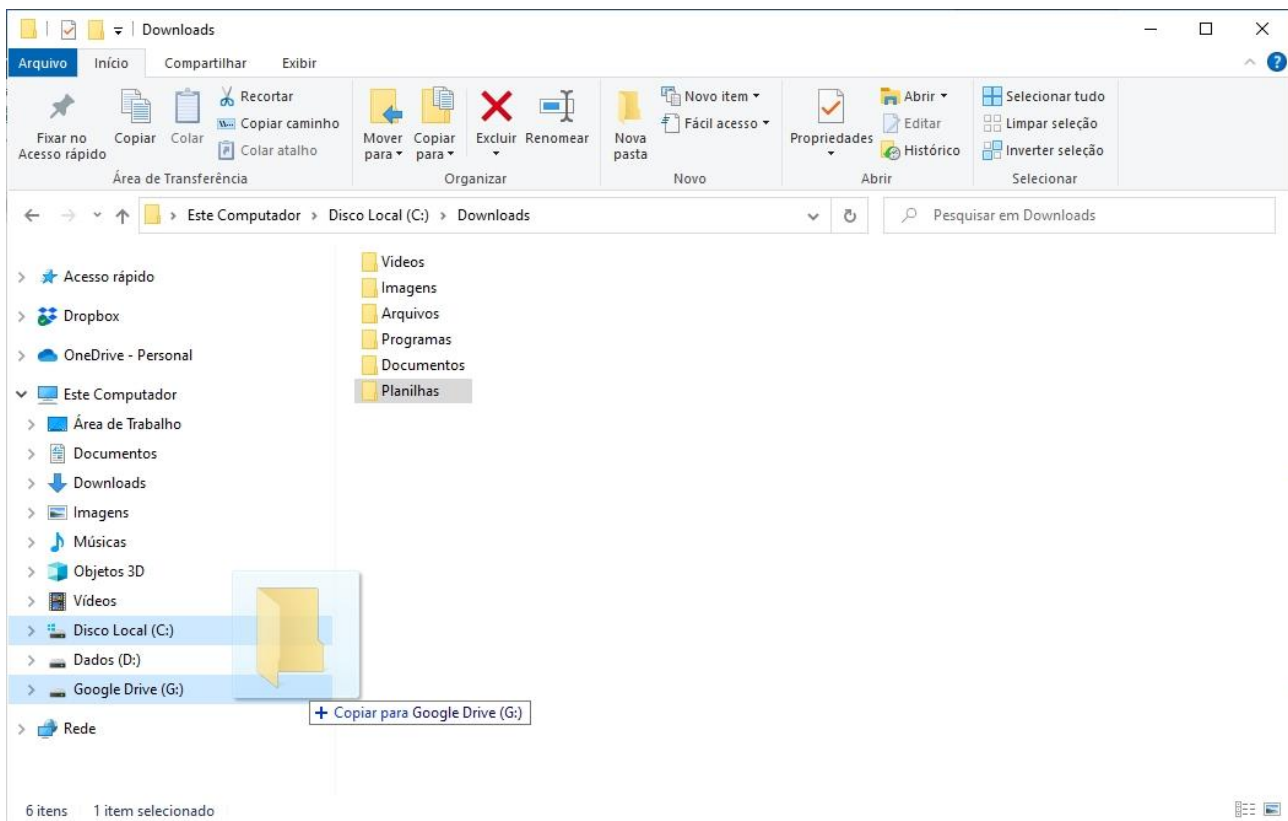 Downloads
Arquivo Início Compartilhar Exibir
Fixar no Acesso rápido
Copiar
Colar
Recortar
Copiar caminho
Colar atalho
Área de Transferência
Mover para
Copiar para
Excluir
Renomear
Organizar
Nova pasta
Novo item
Fácil acesso
Novo
Propriedades
Abrir
Editar
Histórico
Abrir
Selecionar tudo
Limpar seleção
Inverter seleção
Selecionar
Este Computador > Disco Local (C:) > Downloads
Pesquisar em Downloads
Acesso rápido
Dropbox
OneDrive - Personal
Este Computador
Área de Trabalho
Documentos
Downloads
Imagens
Músicas
Objetos 3D
Vídeos
Disco Local (C:)
Dados (D:)
Google Drive (G:)
Rede
Videos
Imagens
Arquivos
Programas
Documentos
Planilhas
+ Copiar para Google Drive (G:)
6 itens 1 item selecionado